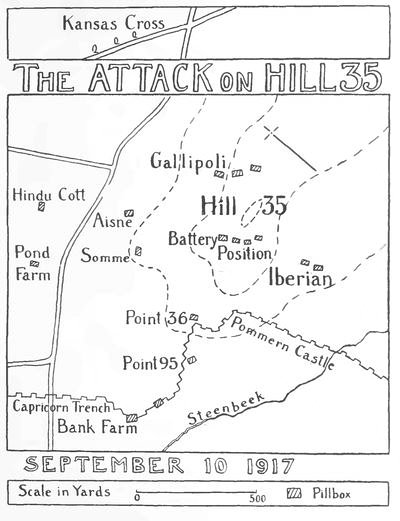 Kansas Cross
THE ATTACK ON HILL 35
Gallipoli
Hindu Cott
Hill 35
Aisne
Battery
Position
Pond
Farm
Somme
Iberian
Point 36
Pommern Castle
Point 95
Capricorn Trench
Steenbeek
Bank Farm
SEPTEMBER 10 1917
Scale in Yards
0
500
Pillbox